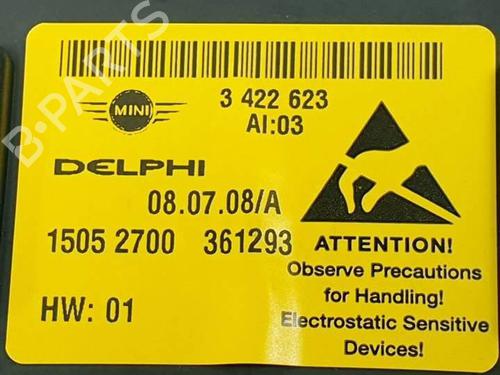 MINI
3 422 623
AI:03
DELPHI
08.07.08/A
1505 2700 361293
HW: 01
ATTENTION!
Observe Precautions
for Handling!
Electrostatic Sensitive
Devices!
B-PARTS